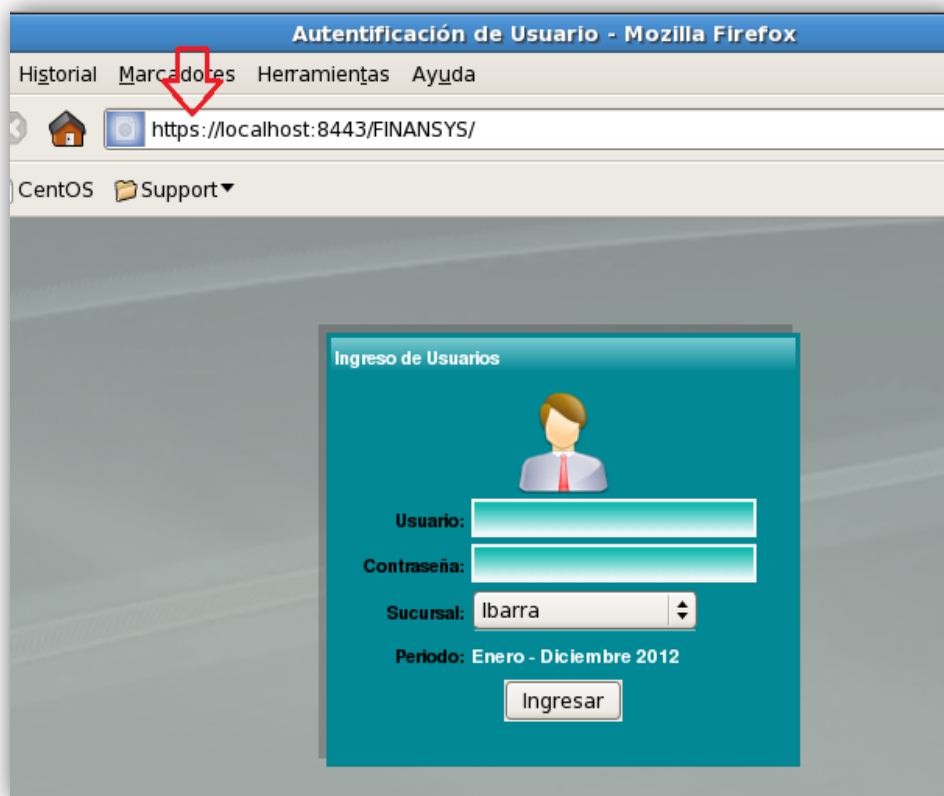 Autentificación de Usuario - Mozilla Firefox
Historial Marcadores Herramientas Ayuda
https://localhost:8443/FINANSYS/
CentOS Support
Ingreso de Usuarios
Usuario:
Contraseña:
Sucursal: Ibarra
Periodo: Enero - Diciembre 2012
Ingresar